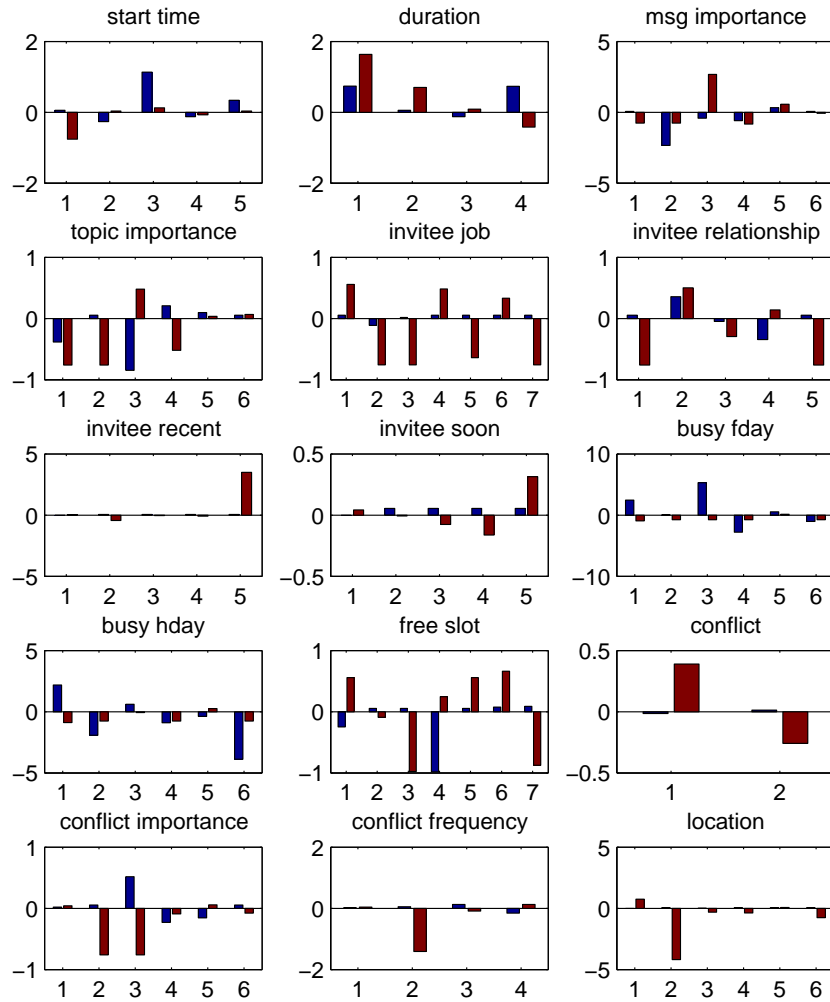 start time duration msg importance
2 2 5
0 0 0
−2 −2 −5
1 2 3 4 5 1 2 3 4 1 2 3 4 5 6
topic importance invitee job invitee relationship
1 1 1
0 0 0
−1 −1 −1
1 2 3 4 5 6 1 2 3 4 5 6 7 1 2 3 4 5
invitee recent invitee soon busy fday
5 0.5 10
0 0 0
−5 −0.5 −10
1 2 3 4 5 1 2 3 4 5 1 2 3 4 5 6
busy hday free slot conflict
5 1 0.5
0 0 0
−5 −1 −0.5
1 2 3 4 5 6 1 2 3 4 5 6 7 1 2
conflict importance conflict frequency location
1 2 5
0 0 0
−1 −2 −5
1 2 3 4 5 6 1 2 3 4 1 2 3 4 5 6